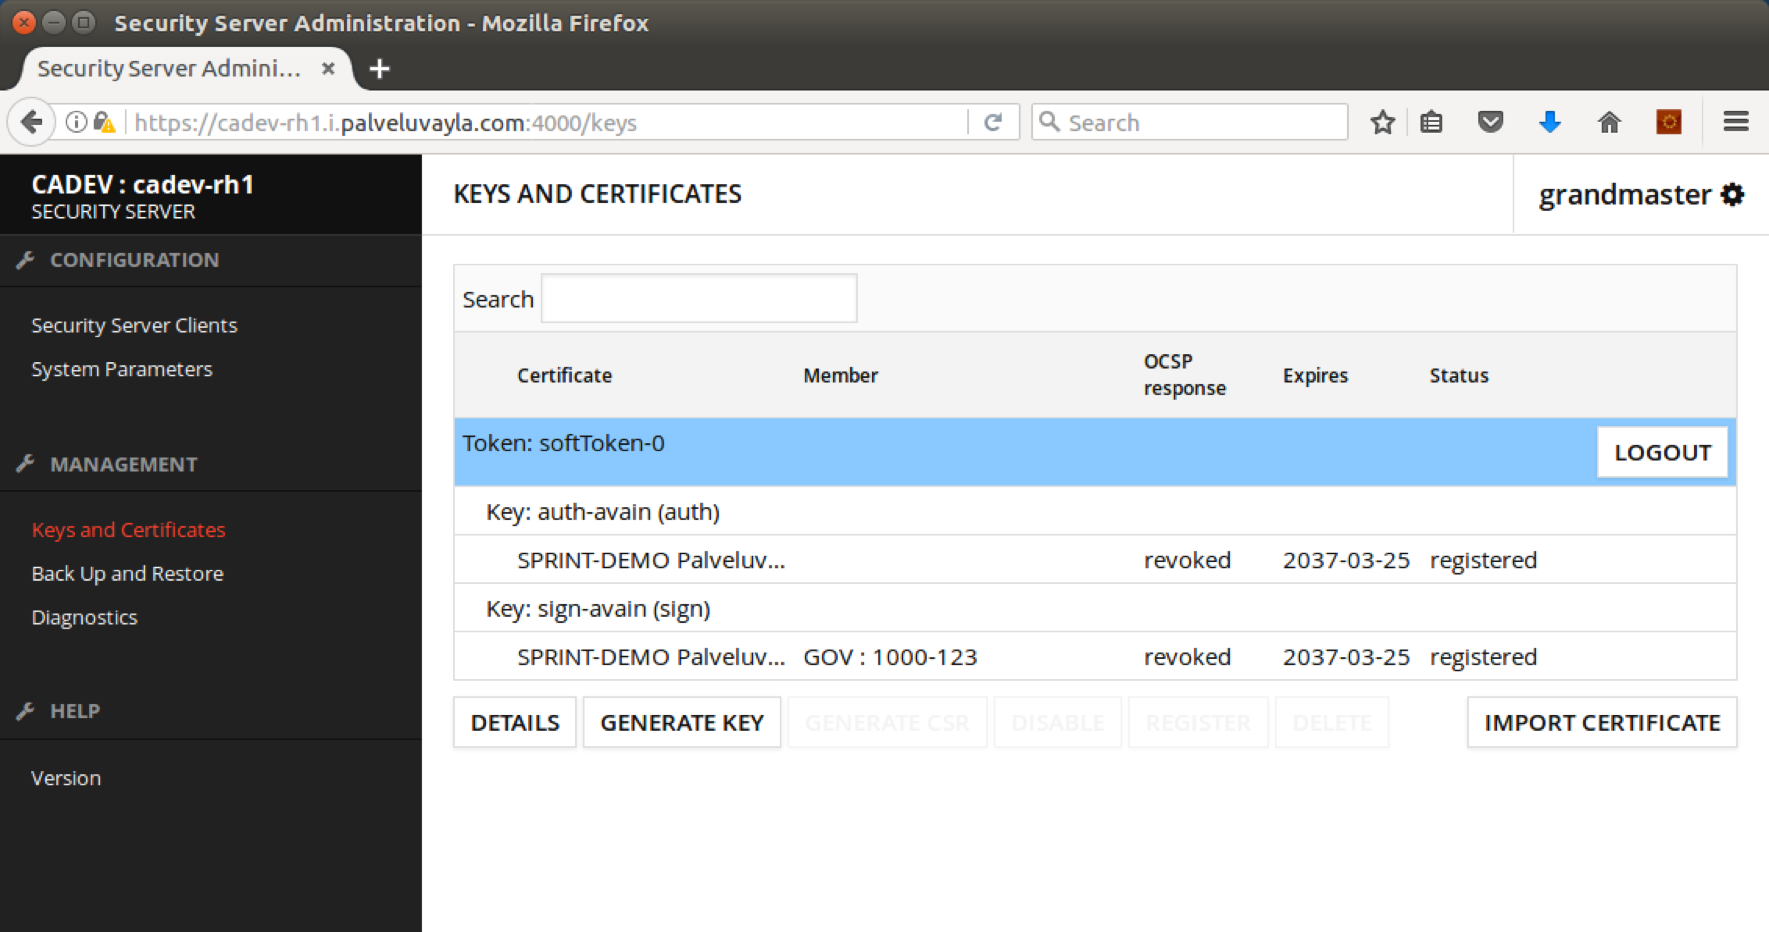 Security Server Administration - Mozilla Firefox
Security Server Admini...
https://cadev-rh1.i.palveluvayla.com:4000/keys
Search
CADEV : cadev-rh1
SECURITY SERVER
KEYS AND CERTIFICATES
grandmaster
CONFIGURATION
Security Server Clients
System Parameters
MANAGEMENT
Keys and Certificates
Back Up and Restore
Diagnostics
HELP
Version
Search
Certificate Member OCSP response Expires Status
Token: softToken-0 LOGOUT
Key: auth-avain (auth)
SPRINT-DEMO Palveluv... revoked 2037-03-25 registered
Key: sign-avain (sign)
SPRINT-DEMO Palveluv... GOV : 1000-123 revoked 2037-03-25 registered
DETAILS GENERATE KEY GENERATE CSR DISABLE REGISTER DELETE IMPORT CERTIFICATE